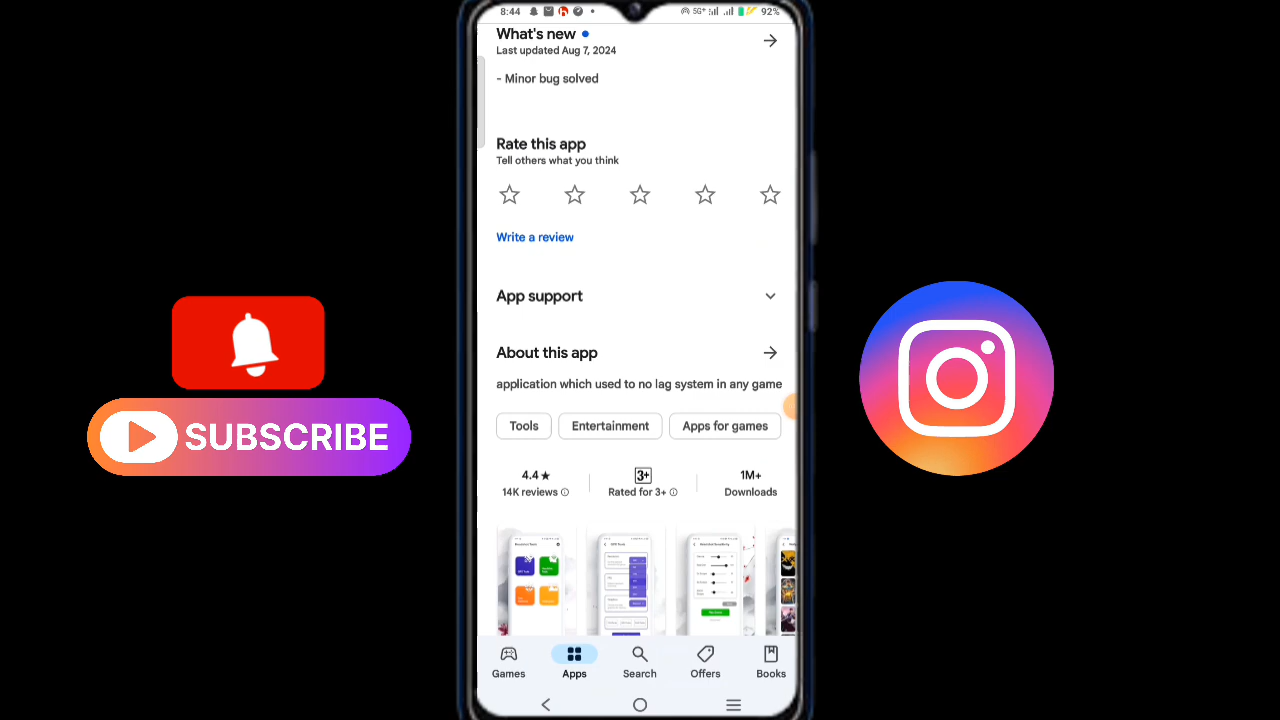 8:44
5G+
92%
What's new
Last updated Aug 7, 2024
- Minor bug solved
Rate this app
Tell others what you think
Write a review
App support
About this app
application which used to no lag system in any game
Tools
Entertainment
Apps for games
4.4★
3+
1M+
14K reviews
Rated for 3+
Downloads
Games
Apps
Search
Offers
Books
SUBSCRIBE